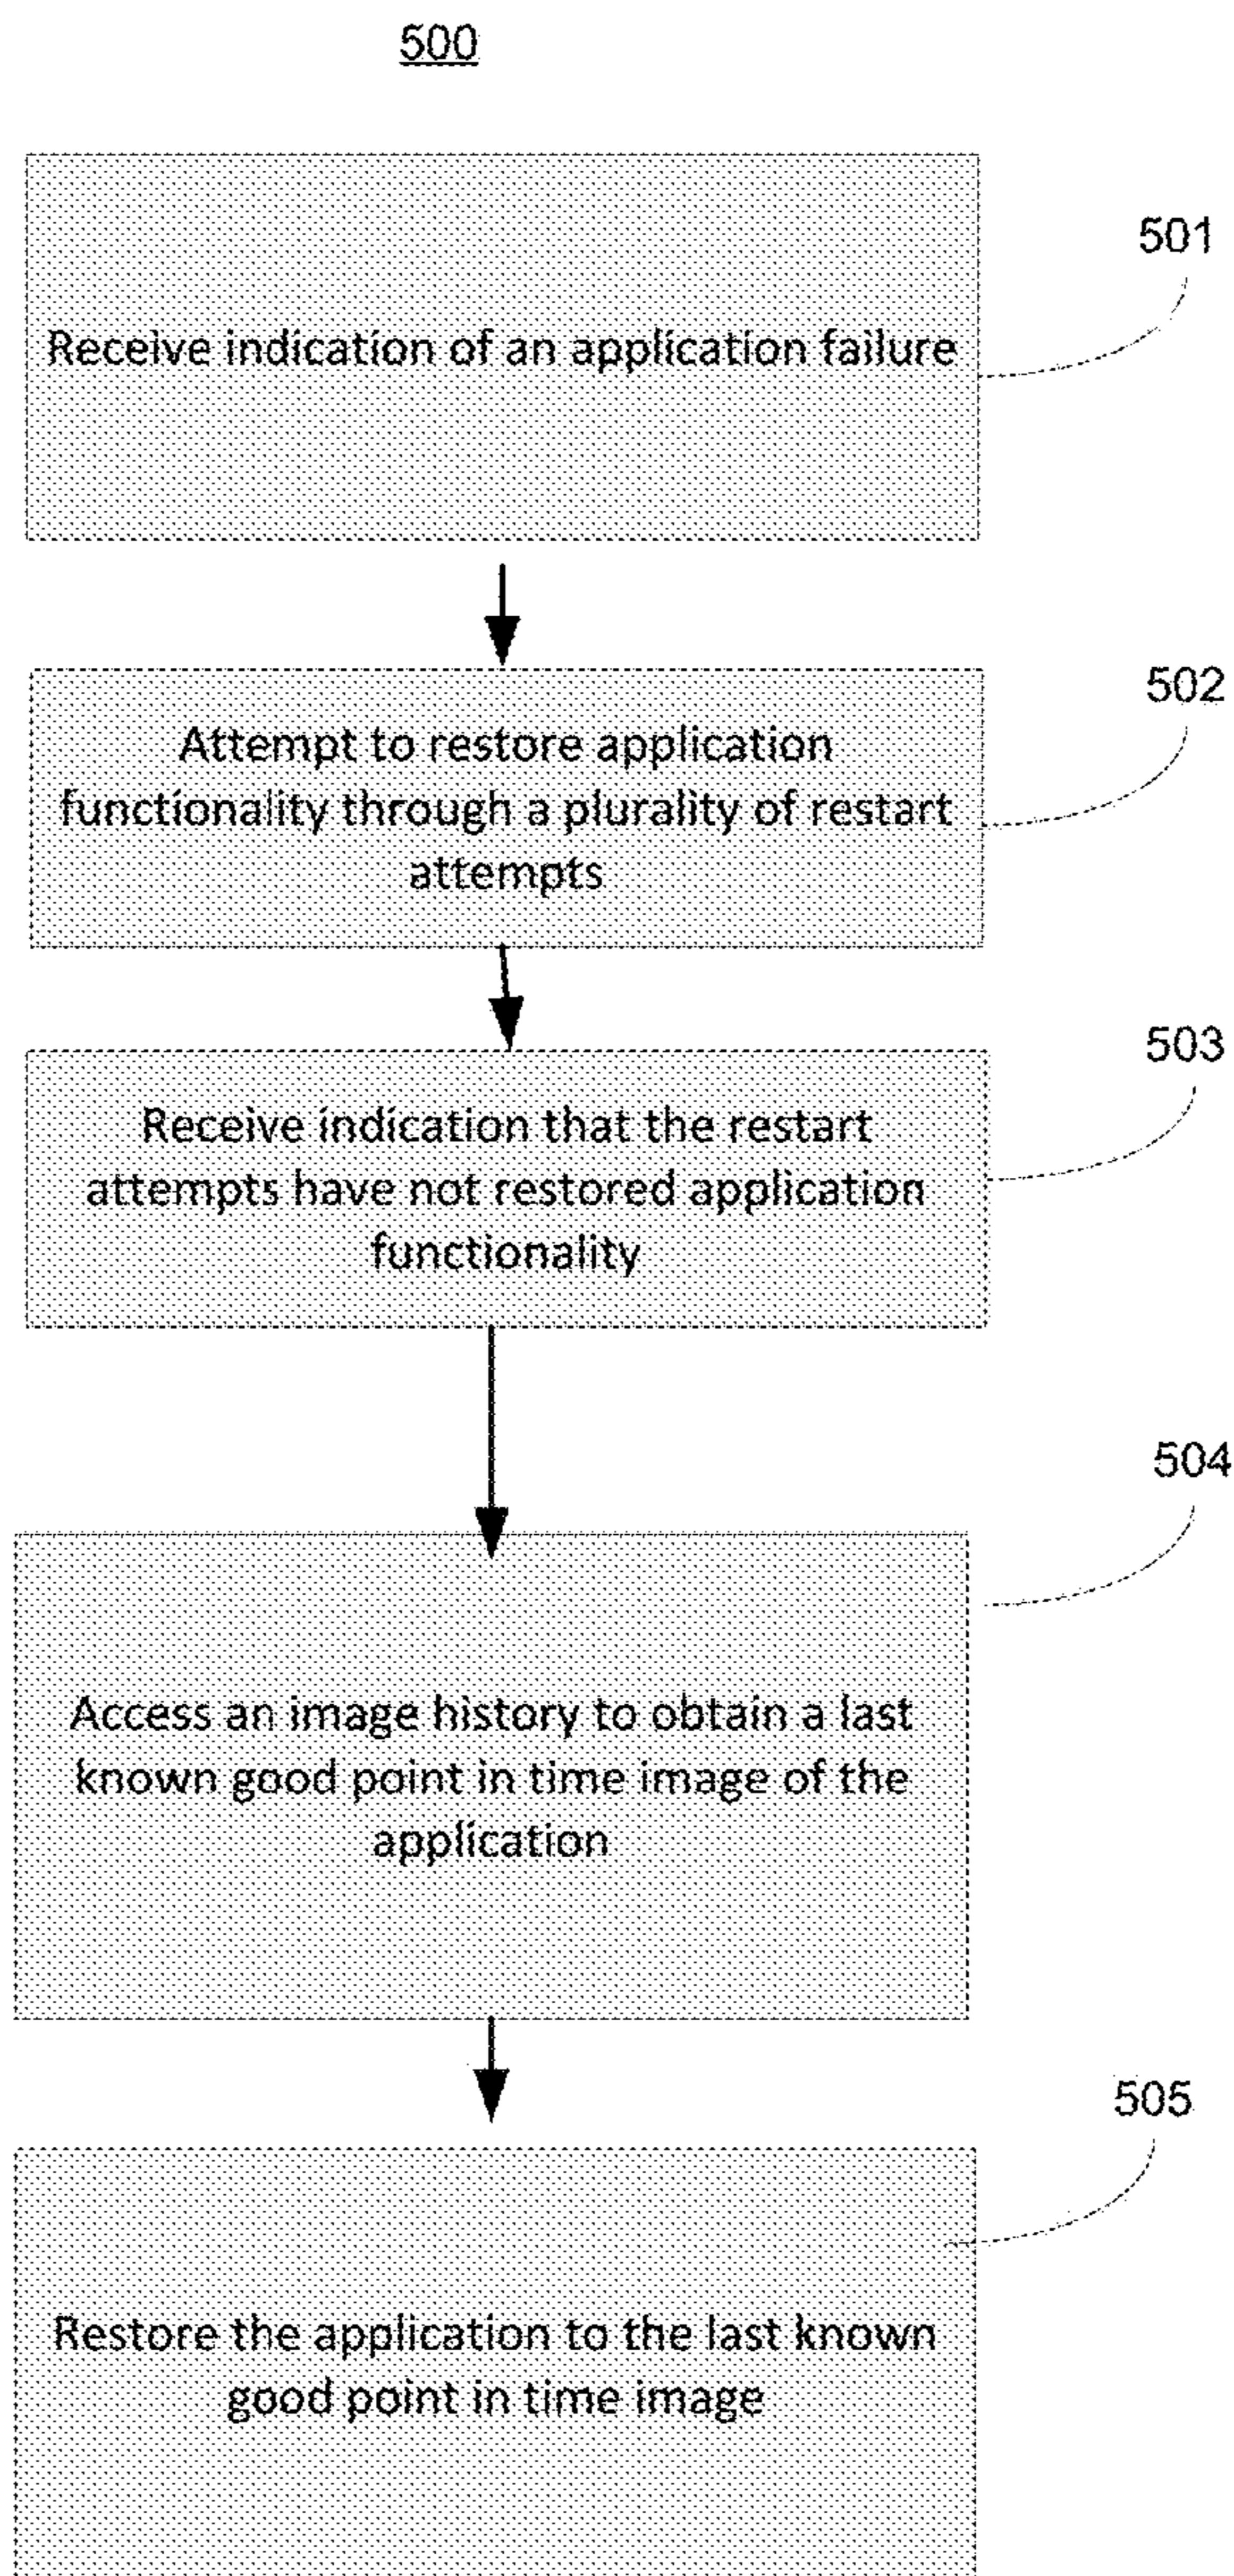 500
501
Receive indication of an application failure
502
Attempt to restore application
functionality through a plurality of restart
attempts
503
Receive indication that the restart
attempts have not restored application
functionality
504
Access an image history to obtain a last
known good point in time image of the
application
505
Restore the application to the last known
good point in time image